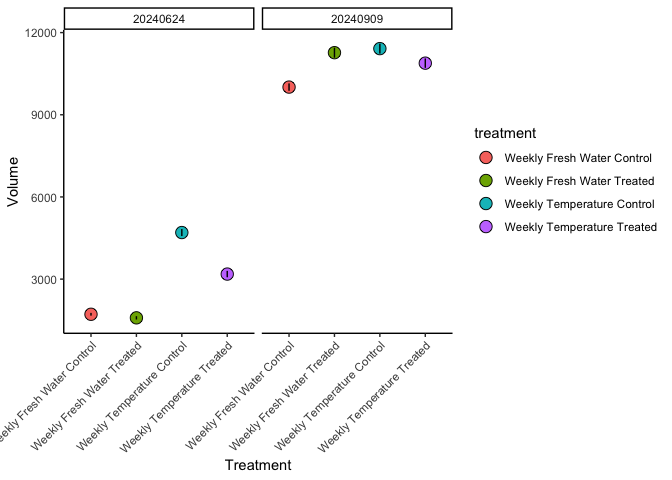 20240624
20240909
12000
9000
6000
3000
Volume
Fresh Water Control
Weekly Fresh Water Treated
Weekly Temperature Control
Weekly Temperature Treated
Weekly Fresh Water Control
Weekly Fresh Water Treated
Weekly Temperature Control
Weekly Temperature Treated
Treatment
treatment
Weekly Fresh Water Control
Weekly Fresh Water Treated
Weekly Temperature Control
Weekly Temperature Treated